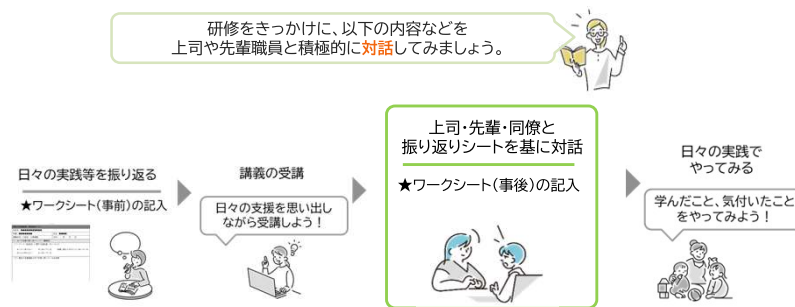 研修をきっかけに、以下の内容などを
上司や先輩職員と積極的に対話してみましょう。
日々の実践等を振り返る
★ワークシート(事前)の記入
講義の受講
日々の支援を思い出し
ながら受講しよう！
上司・先輩・同僚と
振り返りシートを基に対話
★ワークシート(事後)の記入
日々の実践で
やってみる
学んだこと、気付いたこと
をやってみよう！